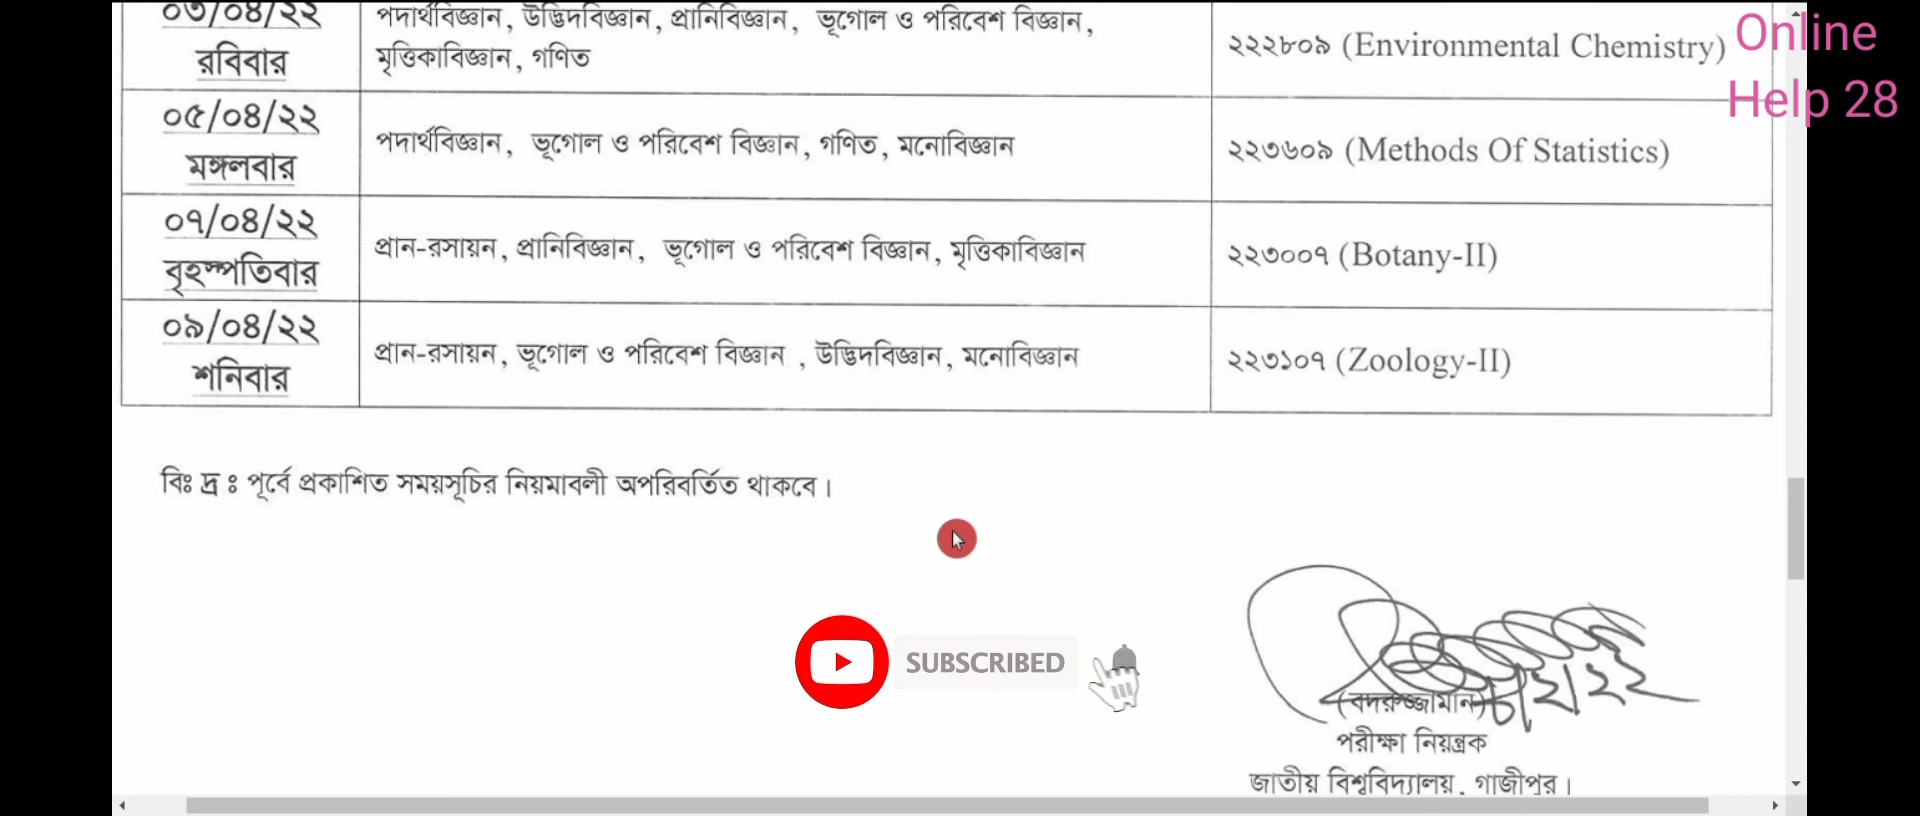 ০৩/০৪/২২
রবিবার
পদার্থবিজ্ঞান, উদ্ভিদবিজ্ঞান, প্রানিবিজ্ঞান, ভূগোল ও পরিবেশ বিজ্ঞান,
মৃত্তিকাবিজ্ঞান, গণিত
২২২৮০৯ (Environmental Chemistry)
Online
Help 28
০৫/০৪/২২
মঙ্গলবার
পদার্থবিজ্ঞান, ভূগোল ও পরিবেশ বিজ্ঞান, গণিত, মনোবিজ্ঞান
২২৩৬০৯ (Methods Of Statistics)
০৭/০৪/২২
বৃহস্পতিবার
প্রান-রসায়ন, প্রানিবিজ্ঞান, ভূগোল ও পরিবেশ বিজ্ঞান, মৃত্তিকাবিজ্ঞান
২২৩০০৭ (Botany-II)
০৯/০৪/২২
শনিবার
প্রান-রসায়ন, ভূগোল ও পরিবেশ বিজ্ঞান , উদ্ভিদবিজ্ঞান, মনোবিজ্ঞান
২২৩১০৭ (Zoology-II)
বিঃ দ্র ঃ পূর্বে প্রকাশিত সময়সূচির নিয়মাবলী অপরিবর্তিত থাকবে।
SUBSCRIBED
(বদরুজ্জামান)
পরীক্ষা নিয়ন্ত্রক
জাতীয় বিশ্ববিদ্যালয়, গাজীপুর।